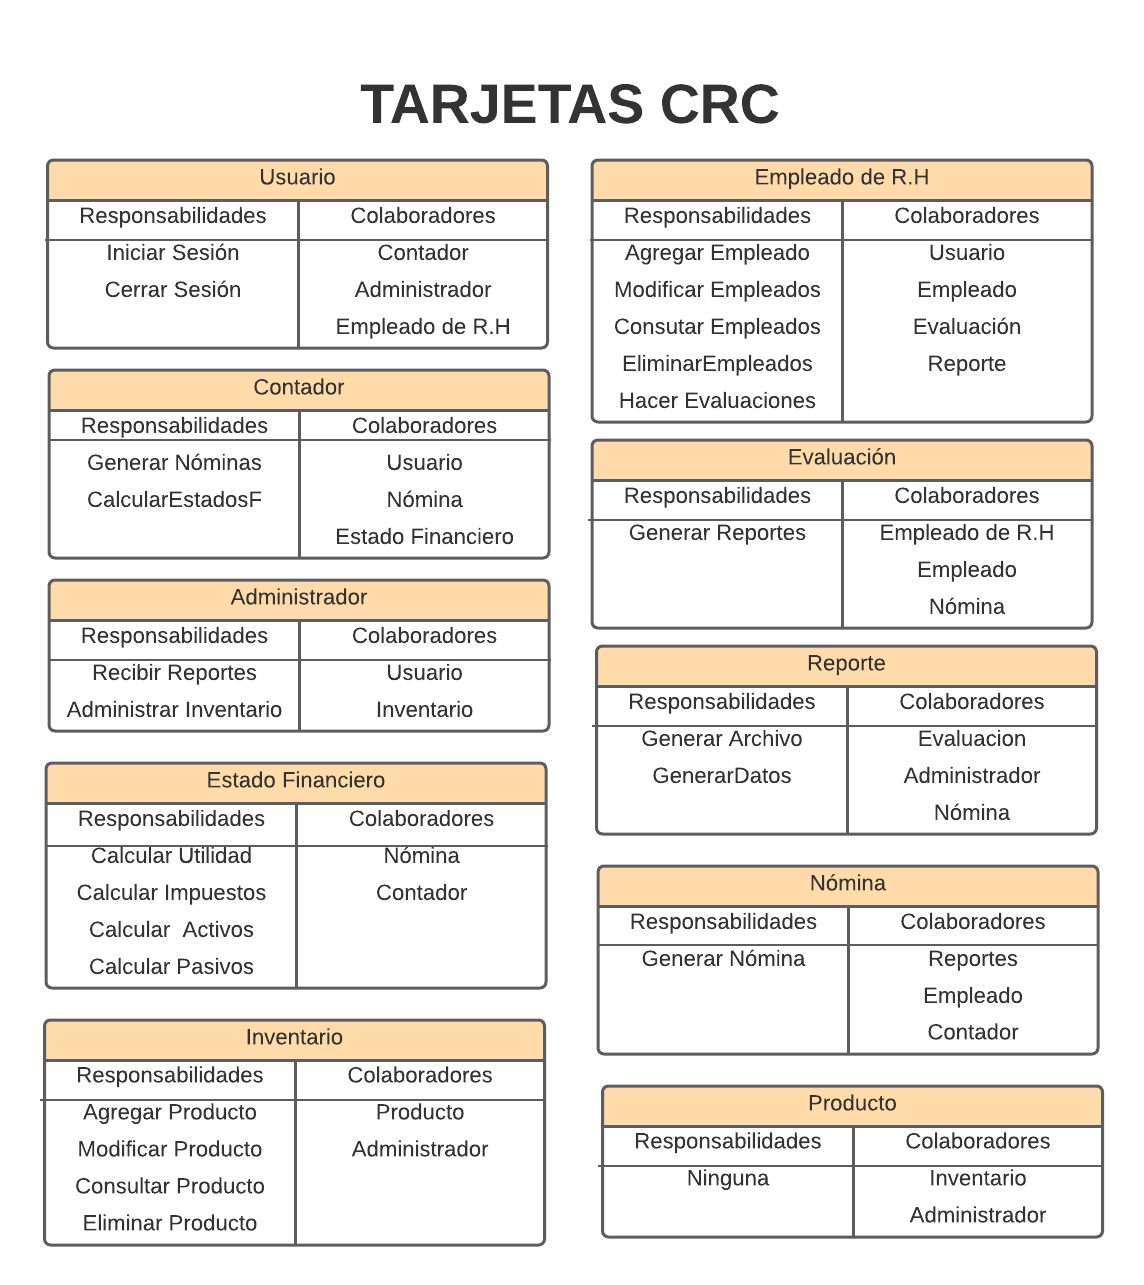 TARJETAS CRC
Usuario
Responsabilidades Colaboradores
Iniciar Sesión Contador
Cerrar Sesión Administrador
Empleado de R.H
Contador
Responsabilidades Colaboradores
Generar Nóminas Usuario
CalcularEstadosF Nómina
Estado Financiero
Administrador
Responsabilidades Colaboradores
Recibir Reportes Usuario
Administrar Inventario Inventario
Estado Financiero
Responsabilidades Colaboradores
Calcular Utilidad Nómina
Calcular Impuestos Contador
Calcular  Activos
Calcular Pasivos
Inventario
Responsabilidades Colaboradores
Agregar Producto Producto
Modificar Producto Administrador
Consultar Producto
Eliminar Producto
Empleado de R.H
Responsabilidades Colaboradores
Agregar Empleado Usuario
Modificar Empleados Empleado
Consutar Empleados Evaluación
EliminarEmpleados Reporte
Hacer Evaluaciones
Evaluación
Responsabilidades Colaboradores
Generar Reportes Empleado de R.H
Empleado
Nómina
Reporte
Responsabilidades Colaboradores
Generar Archivo Evaluacion
GenerarDatos Administrador
Nómina
Nómina
Responsabilidades Colaboradores
Generar Nómina Reportes
Empleado
Contador
Producto
Responsabilidades Colaboradores
Ninguna Inventario
Administrador